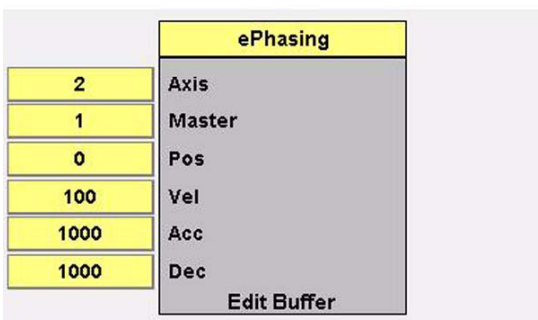 ePhasing
2 Axis
1 Master
0 Pos
100 Vel
1000 Acc
1000 Dec
Edit Buffer